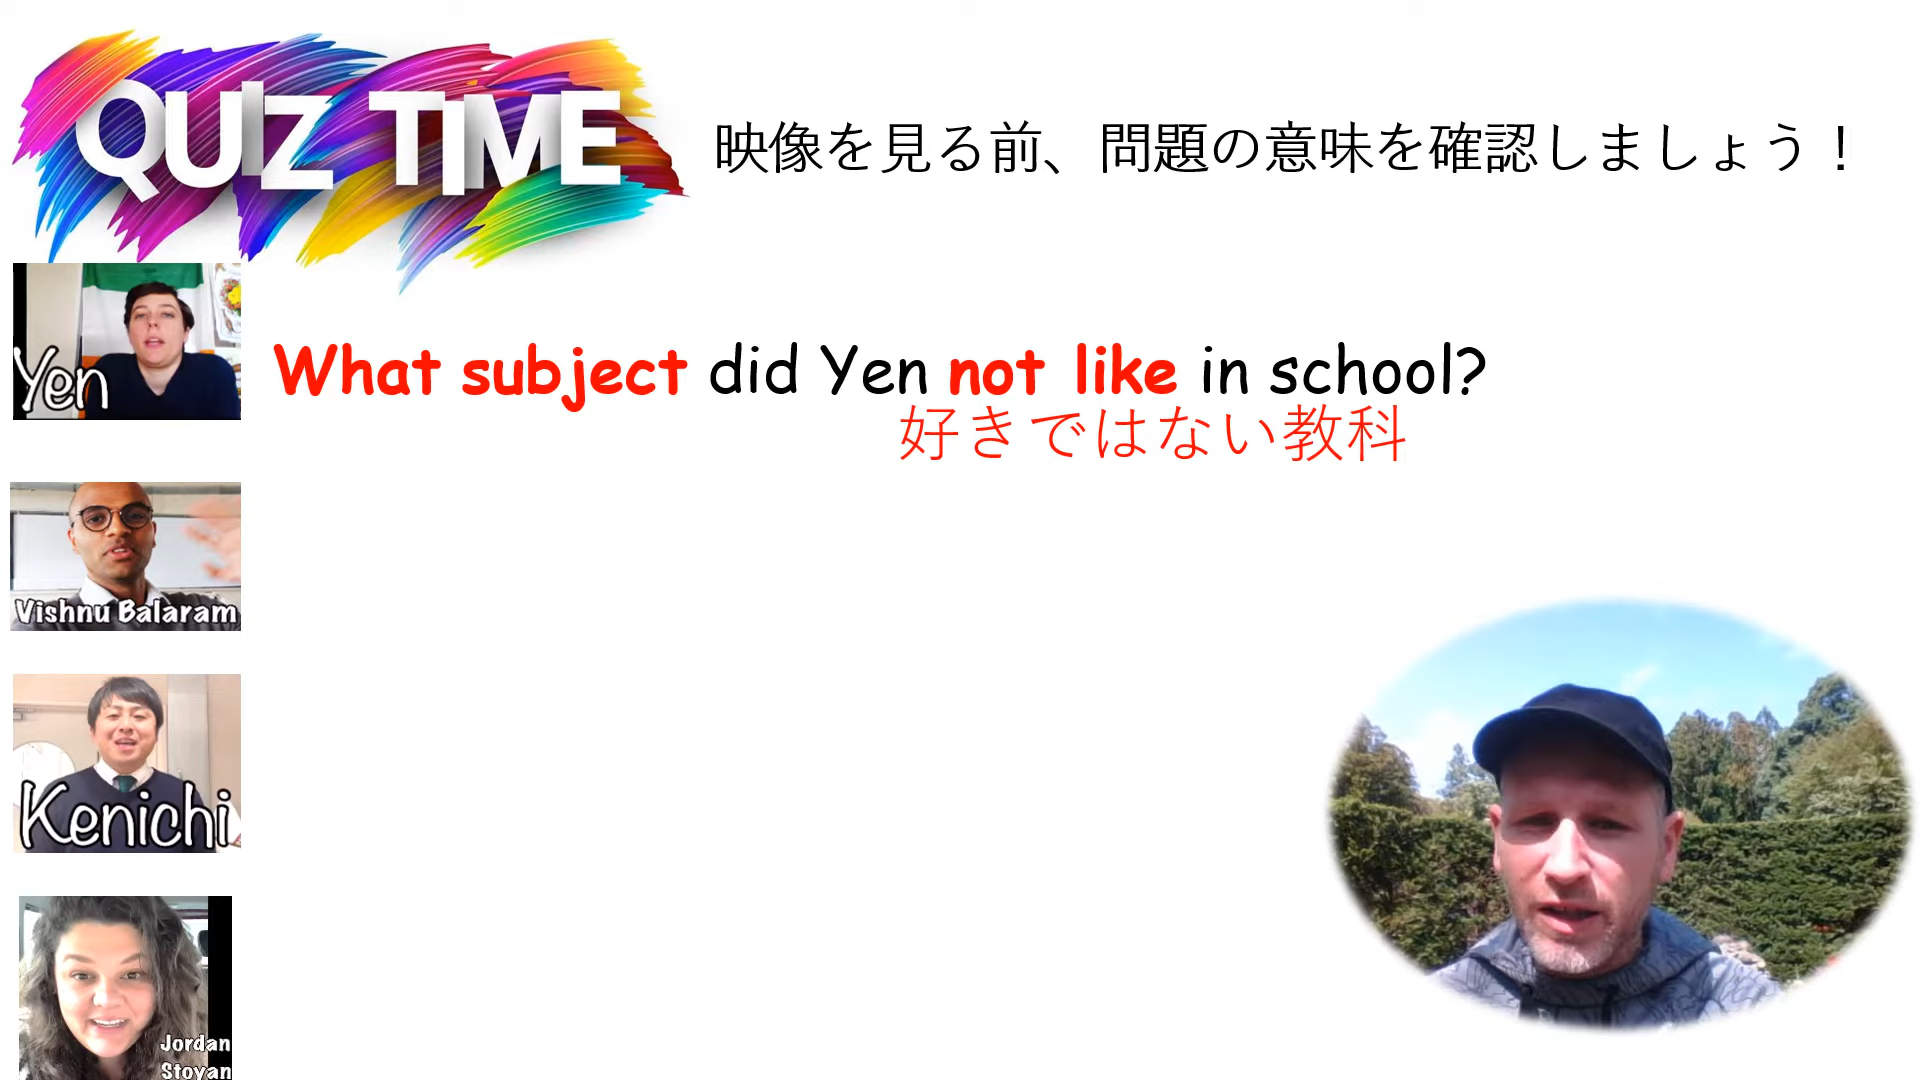 QUIZ TIME
映像を見る前、問題の意味を確認しましょう！
Yen
What subject did Yen not like in school?
好きではない教科
Vishnu Balaram
Kenichi
Jordan
Stoyan